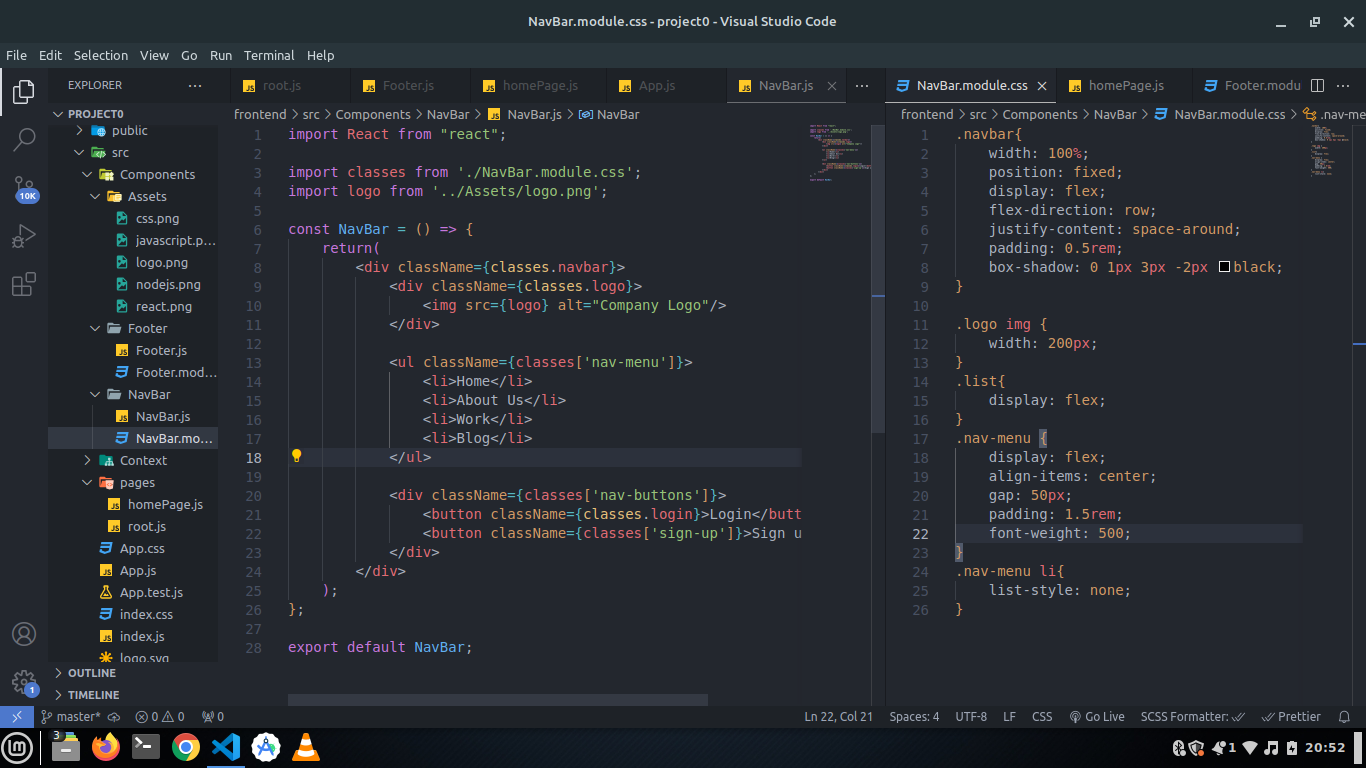 NavBar.module.css - project0 - Visual Studio Code
File Edit Selection View Go Run Terminal Help
EXPLORER
root.js
Footer.js
homePage.js
App.js
NavBar.js
NavBar.module.css
homePage.js
Footer.modu
PROJECT0
public
src
Components
Assets
css.png
javascript.p...
logo.png
nodejs.png
react.png
Footer
Footer.js
Footer.mod...
NavBar
NavBar.js
NavBar.mo...
Context
pages
homePage.js
root.js
App.css
App.js
App.test.js
index.css
index.js
logo.svg
OUTLINE
TIMELINE
10K
1
frontend > src > Components > NavBar > NavBar.js > NavBar
1 import React from "react";
2
3 import classes from './NavBar.module.css';
4 import logo from '../Assets/logo.png';
5
6 const NavBar = () => {
7 return(
8 <div className={classes.navbar}>
9 <div className={classes.logo}>
10 <img src={logo} alt="Company Logo"/>
11 </div>
12
13 <ul className={classes['nav-menu']}>
14 <li>Home</li>
15 <li>About Us</li>
16 <li>Work</li>
17 <li>Blog</li>
18 </ul>
19
20 <div className={classes['nav-buttons']}>
21 <button className={classes.login}>Login</butt
22 <button className={classes['sign-up']}>Sign u
23 </div>
24 </div>
25 );
26 };
27
28 export default NavBar;
frontend > src > Components > NavBar > NavBar.module.css > .nav-me
1 .navbar{
2 width: 100%;
3 position: fixed;
4 display: flex;
5 flex-direction: row;
6 justify-content: space-around;
7 padding: 0.5rem;
8 box-shadow: 0 1px 3px -2px black;
9 }
10
11 .logo img {
12 width: 200px;
13 }
14 .list{
15 display: flex;
16 }
17 .nav-menu {
18 display: flex;
19 align-items: center;
20 gap: 50px;
21 padding: 1.5rem;
22 font-weight: 500;
23 }
24 .nav-menu li{
25 list-style: none;
26 }
master* 0 0 0 Ln 22, Col 21 Spaces: 4 UTF-8 LF CSS Go Live SCSS Formatter: Prettier
3 1 20:52